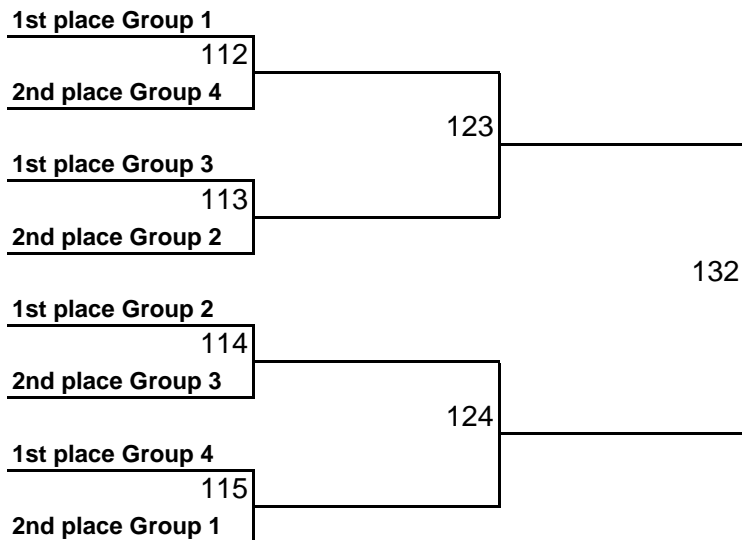 1st place Group 1
112
2nd place Group 4
123
1st place Group 3
113
2nd place Group 2
132
1st place Group 2
114
2nd place Group 3
124
1st place Group 4
115
2nd place Group 1